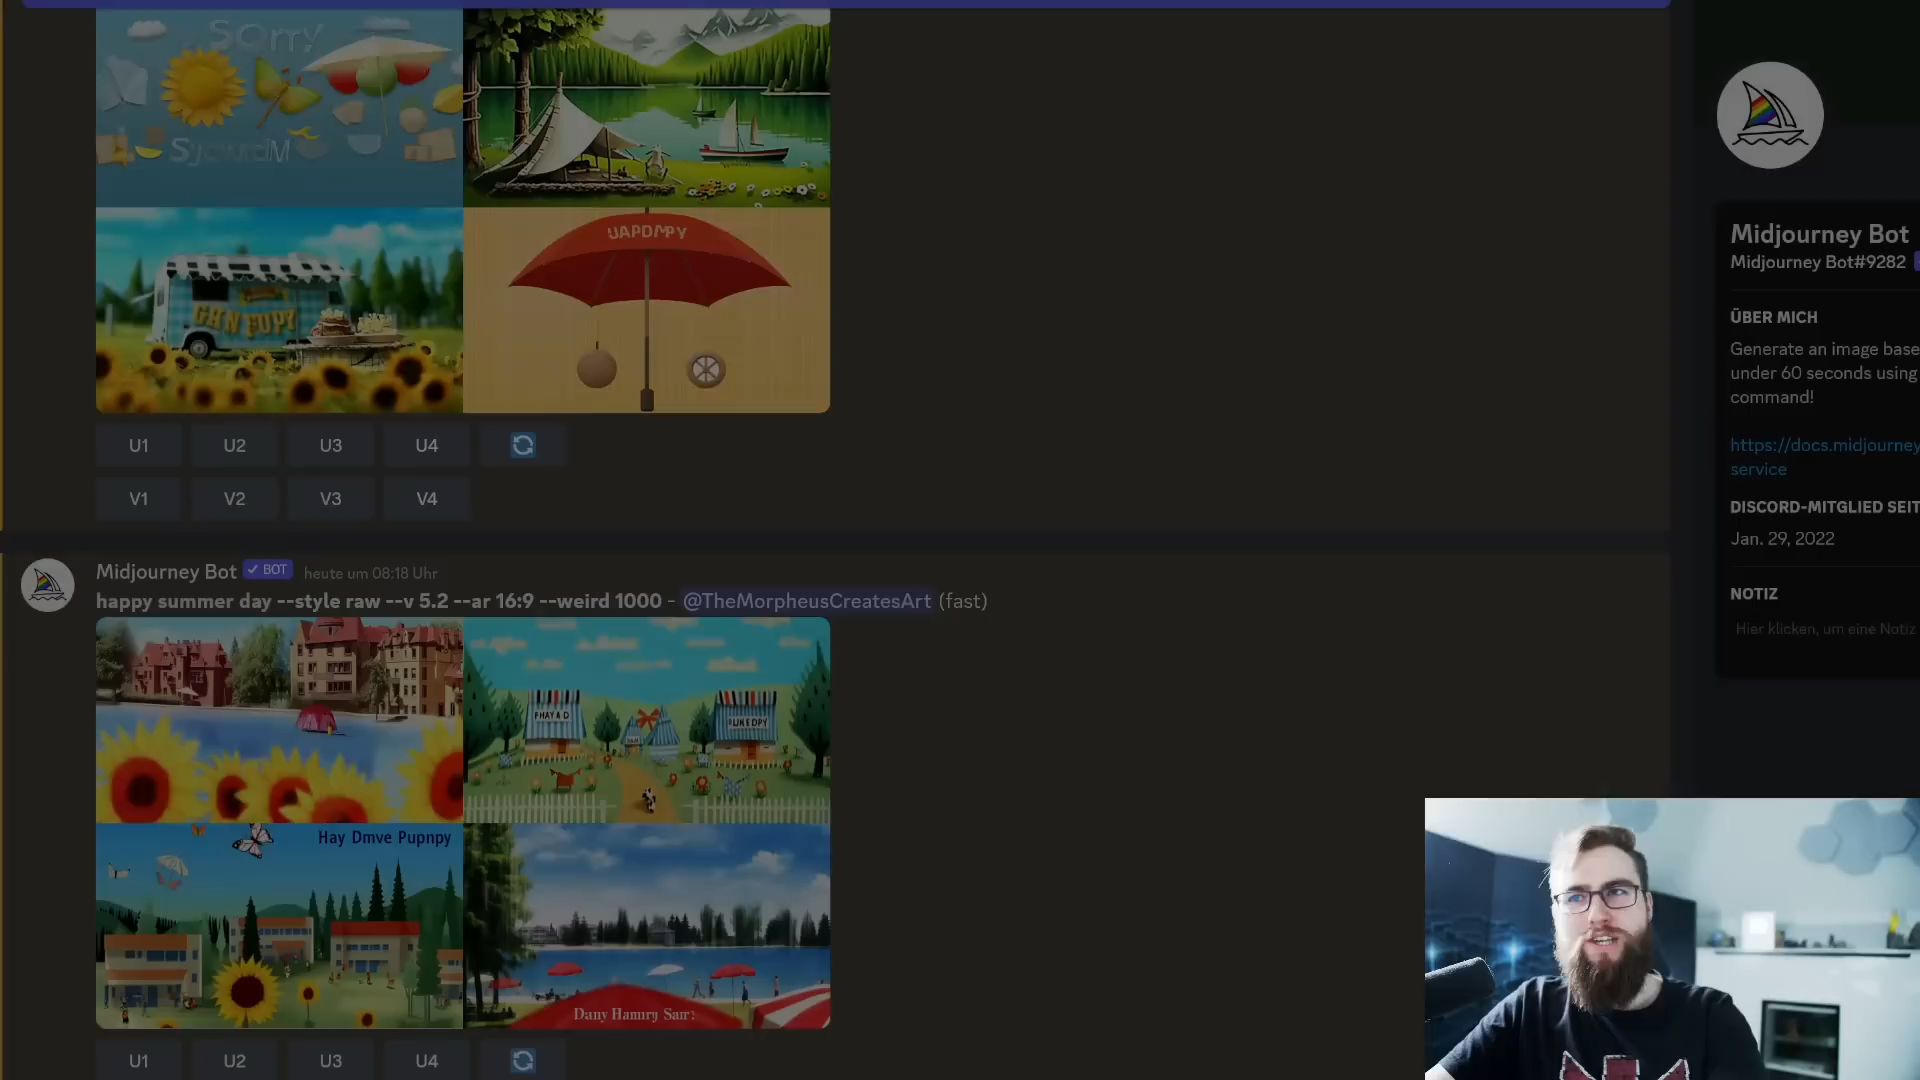 Sorry
UAPDMPY
GHN FUPY
U1 U2 U3 U4
V1 V2 V3 V4
Midjourney Bot ✓ BOT heute um 08:18 Uhr
happy summer day --style raw --v 5.2 --ar 16:9 --weird 1000 - @TheMorpheusCreatesArt (fast)
PHAY & D
Hay Dmve Pupnpy
Dany Hamry Samr:
U1 U2 U3 U4
Midjourney Bot
Midjourney Bot#9282
ÜBER MICH
Generate an image base
under 60 seconds using
command!
https://docs.midjourney
service
DISCORD-MITGLIED SEIT
Jan. 29, 2022
NOTIZ
Hier klicken, um eine Notiz